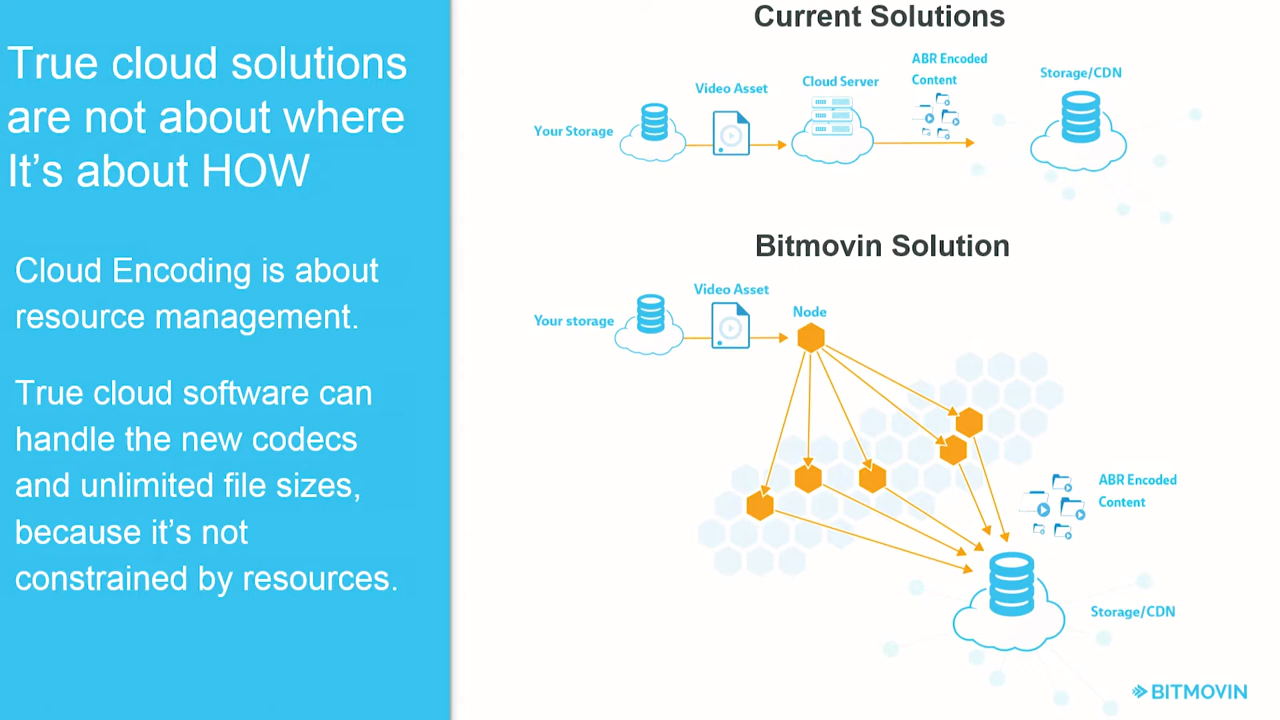 True cloud solutions
are not about where
It's about HOW
Cloud Encoding is about
resource management.
True cloud software can
handle the new codecs
and unlimited file sizes,
because it's not
constrained by resources.
Current Solutions
Your Storage
Video Asset
Cloud Server
ABR Encoded
Content
Storage/CDN
Bitmovin Solution
Your storage
Video Asset
Node
ABR Encoded
Content
Storage/CDN
BITMOVIN